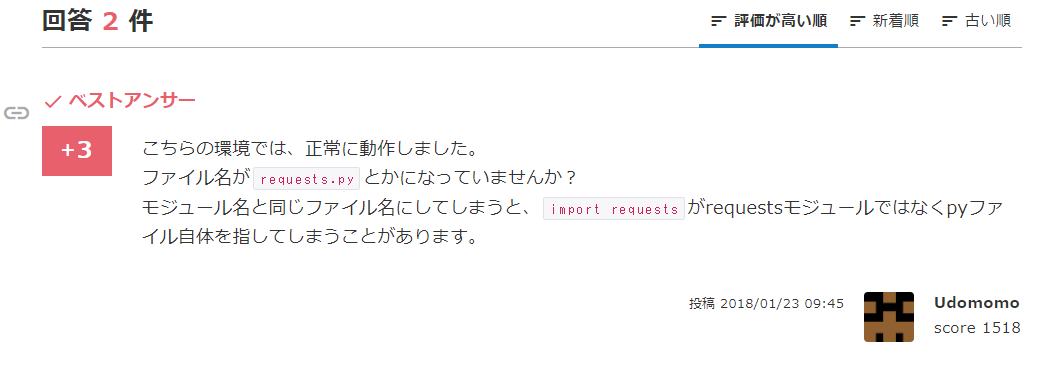 回答 2 件
評価が高い順 新着順 古い順
ベストアンサー
+3
こちらの環境では、正常に動作しました。
ファイル名が requests.py とかになっていませんか？
モジュール名と同じファイル名にしてしまうと、 import requests がrequestsモジュールではなくpyファ
イル自体を指してしまうことがあります。
投稿 2018/01/23 09:45
Udomomo
score 1518